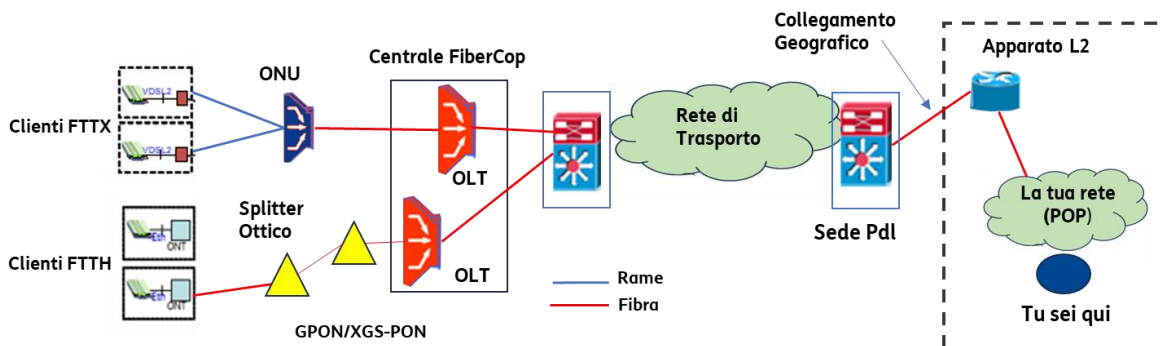 Collegamento
Geografico
Apparato L2
Centrale FiberCop
ONU
VDSL2
Clienti FTTX
VDSL2
Rete di
Trasporto
OLT
La tua rete
(POP)
Splitter
Ottico
Sede Pdl
Eth
ONT
Clienti FTTH
OLT
Eth
ONT
Rame
Fibra
Tu sei qui
GPON/XGS-PON